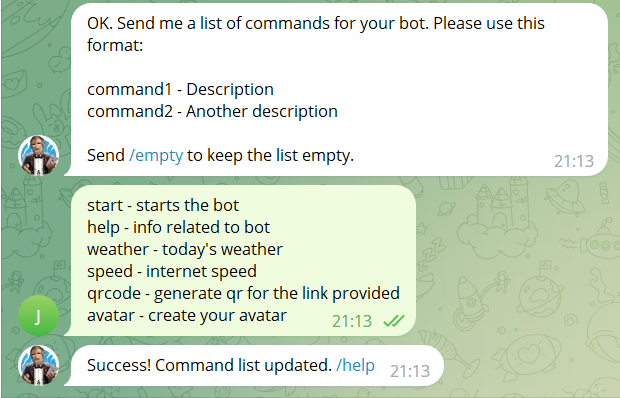 OK. Send me a list of commands for your bot. Please use this
format:
command1 - Description
command2 - Another description
Send /empty to keep the list empty.
21:13
start - starts the bot
help - info related to bot
weather - today's weather
speed - internet speed
qrcode - generate qr for the link provided
avatar - create your avatar
21:13
J
Success! Command list updated. /help
21:13